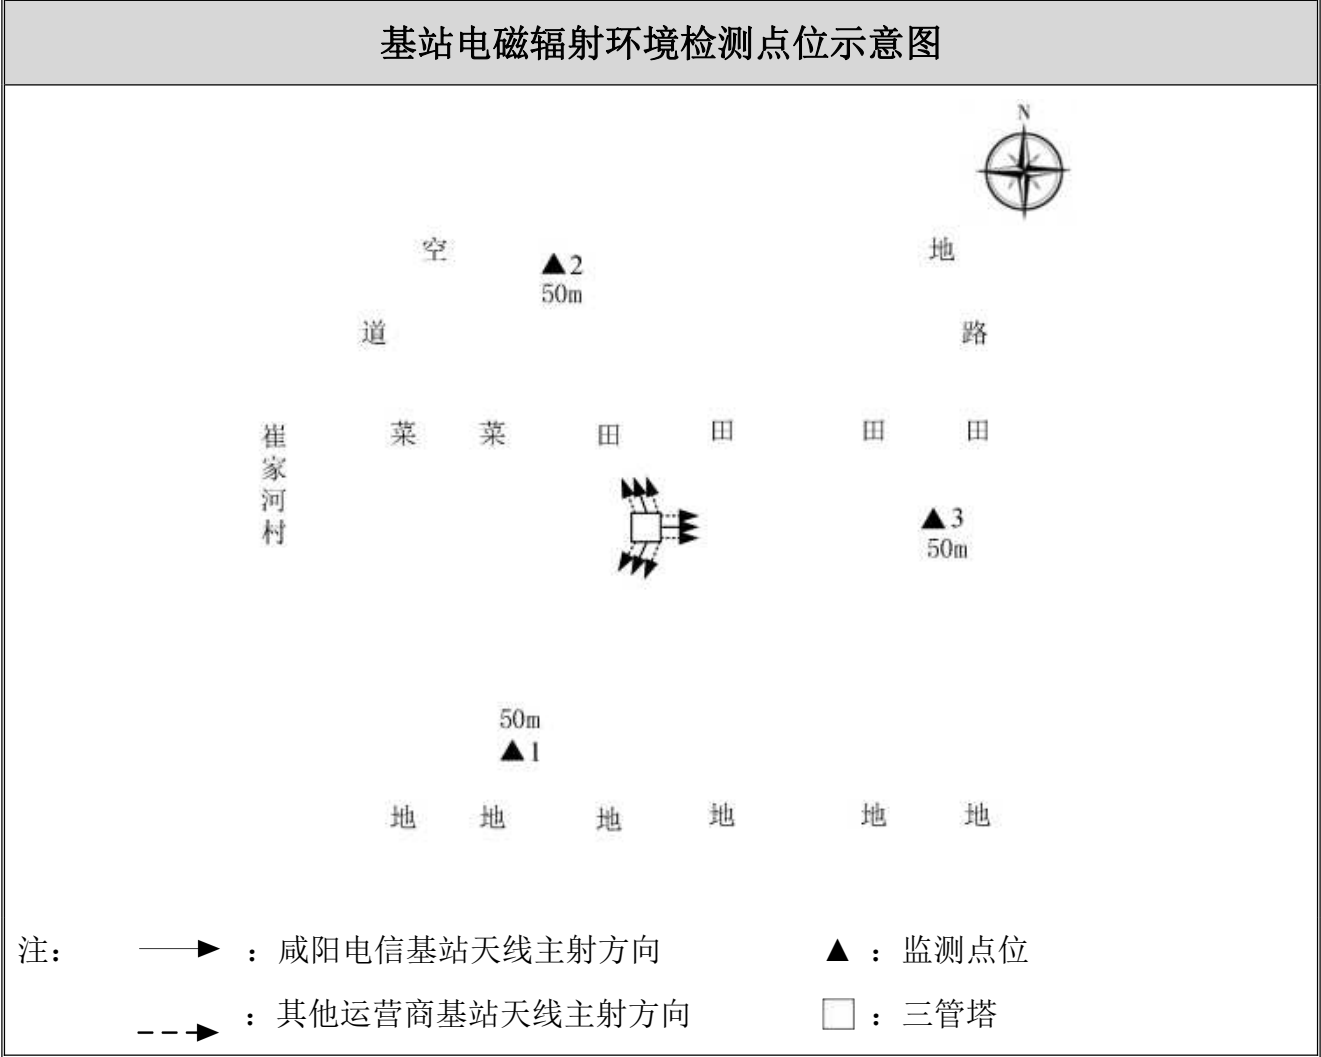 基站电磁辐射环境检测点位示意图
N
空 地
▲2
50m
道 路
崔家河村
菜 菜 田 田 田 田
▲3
50m
50m
▲1
地 地 地 地 地 地
注： ：咸阳电信基站天线主射方向 ▲：监测点位
：其他运营商基站天线主射方向 ：三管塔